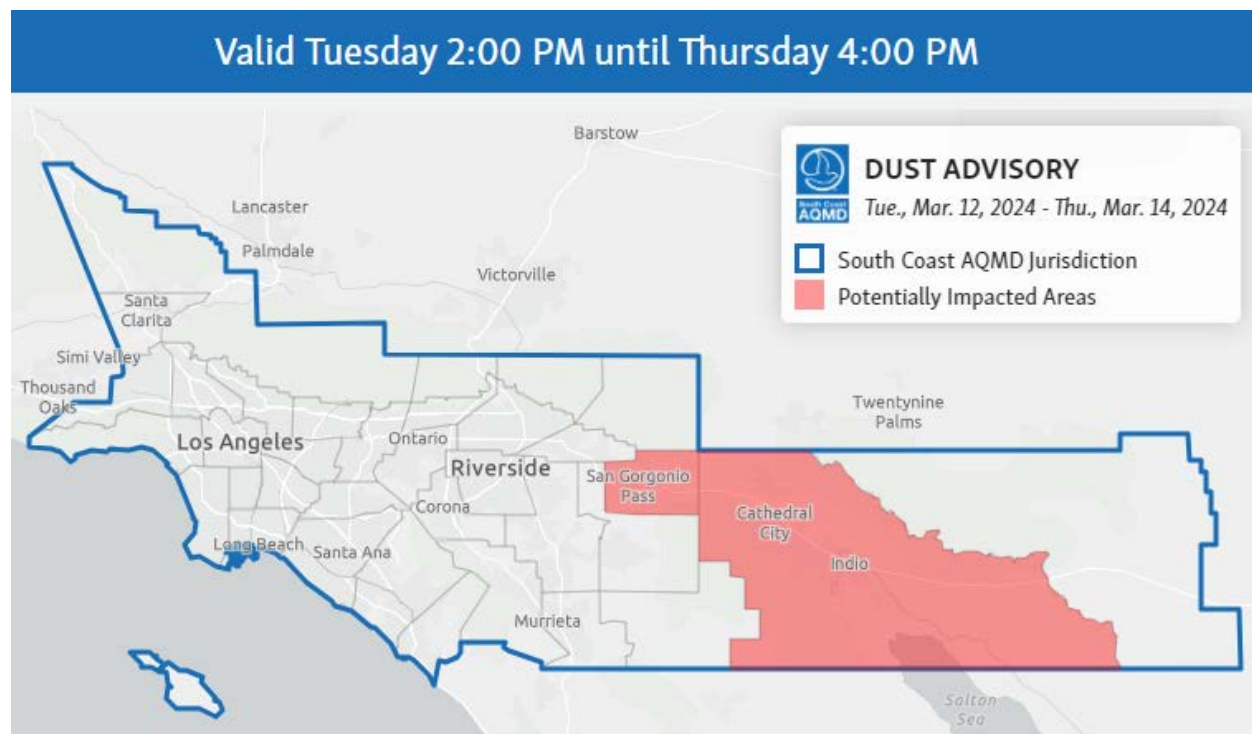 Valid Tuesday 2:00 PM until Thursday 4:00 PM
DUST ADVISORY
Tue., Mar. 12, 2024 - Thu., Mar. 14, 2024
South Coast
AQMD
South Coast AQMD Jurisdiction
Potentially Impacted Areas
Barstow
Lancaster
Palmdale
Victorville
Santa
Clarita
Simi Valley
Thousand
Oaks
Twentynine
Palms
Los Angeles
Ontario
Riverside
San Gorgonio
Pass
Corona
Cathedral
City
Long Beach
Santa Ana
Indio
Murrieta
Salton
Sea